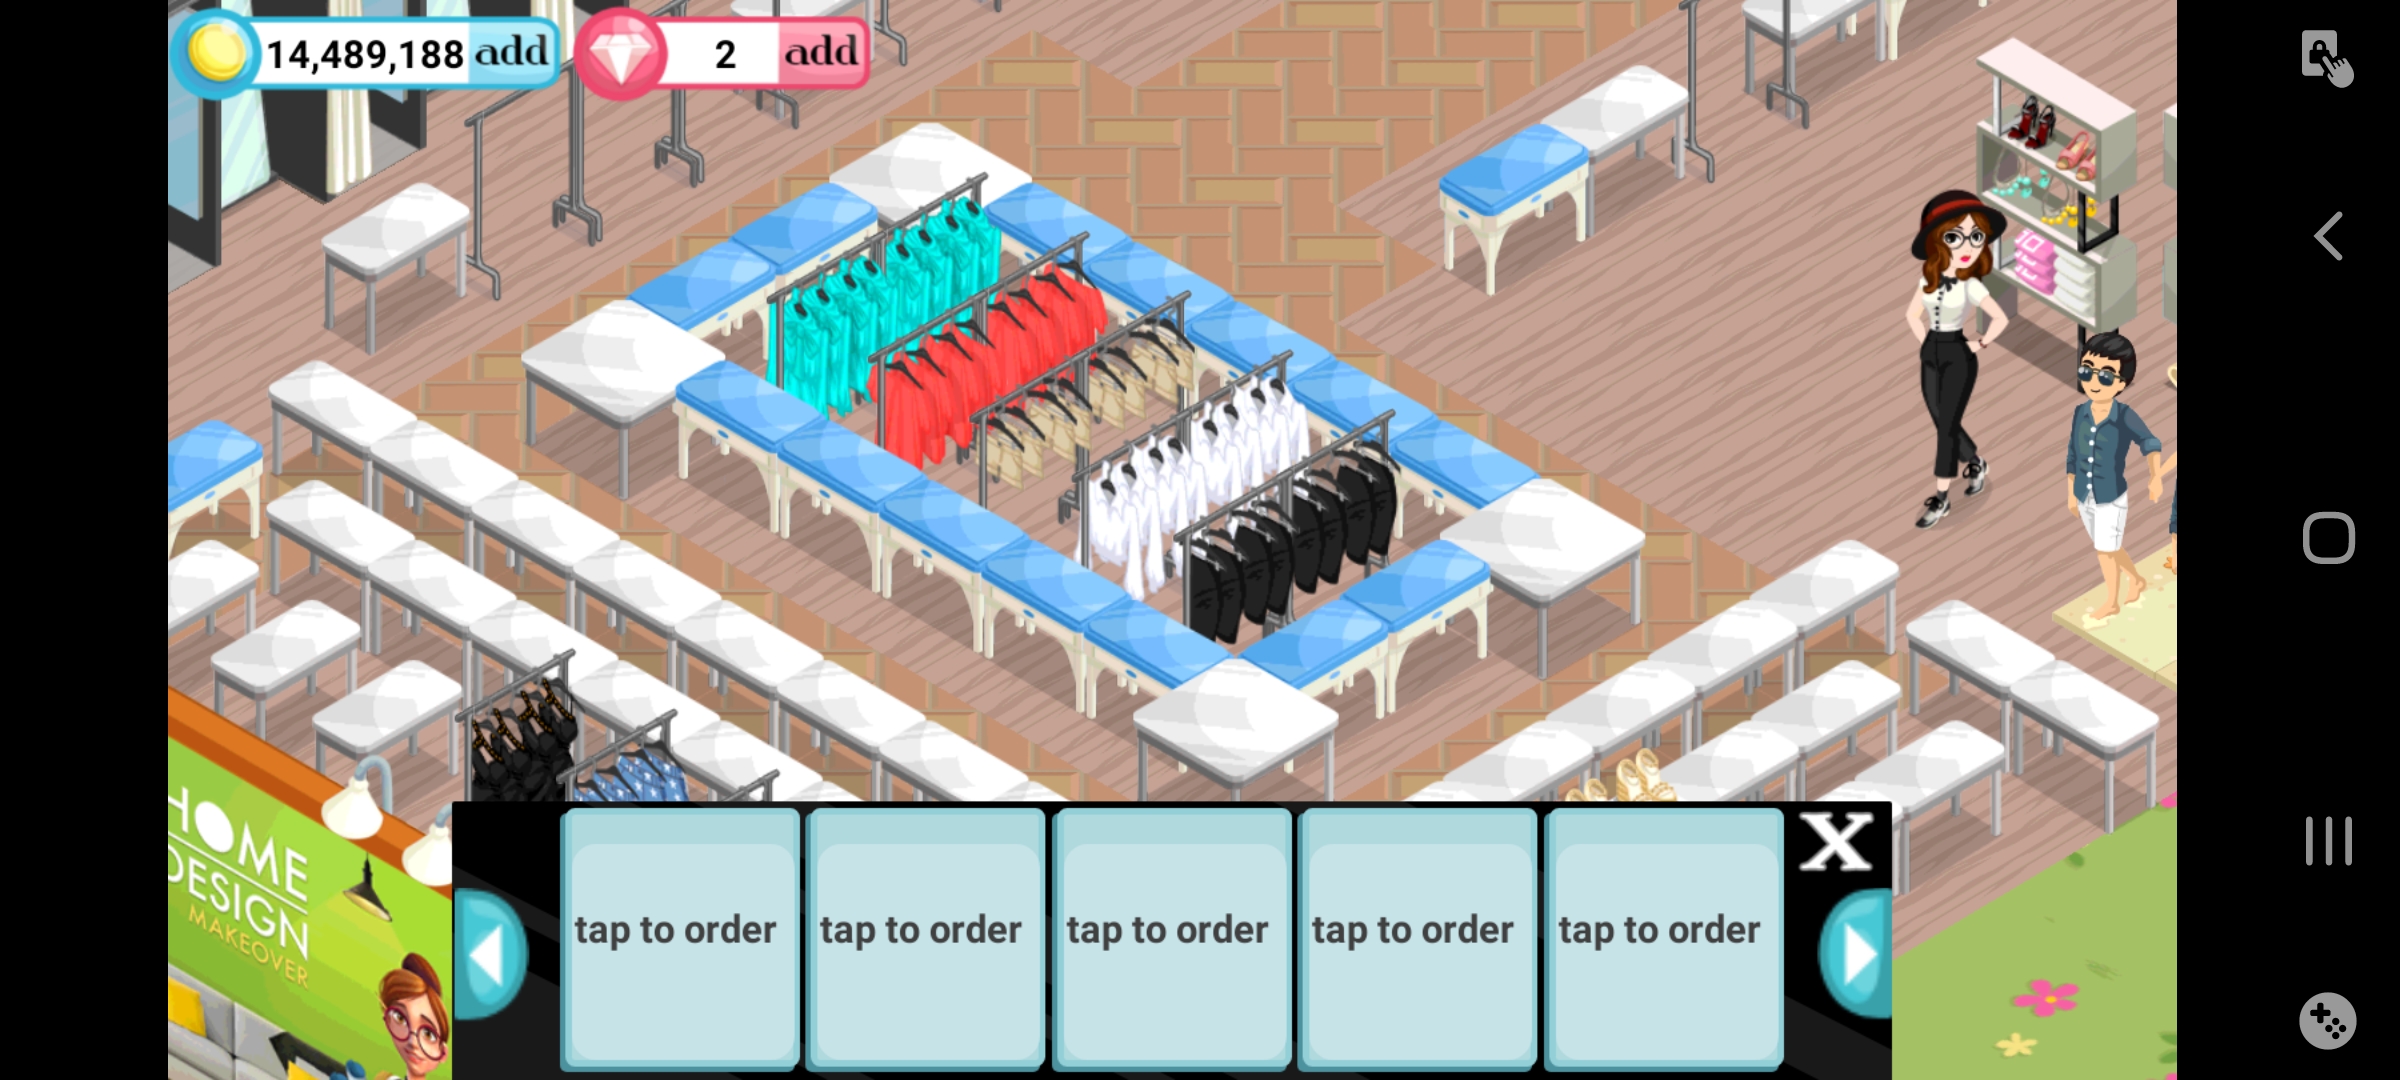 14,489,188 add
2 add
HOME
DESIGN
MAKEOVER
tap to order
tap to order
tap to order
tap to order
tap to order
X